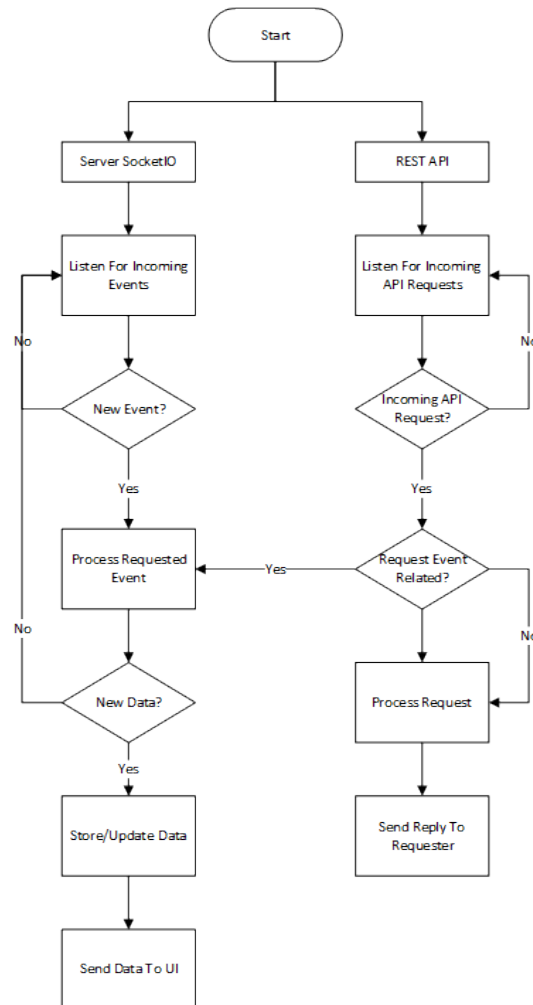 Start
Server SocketIO
REST API
Listen For Incoming
Events
Listen For Incoming
API Requests
No
No
New Event?
Incoming API
Request?
Yes
Yes
Process Requested
Event
Yes
Request Event
Related?
No
No
New Data?
Process Request
Yes
Store/Update Data
Send Reply To
Requester
Send Data To UI